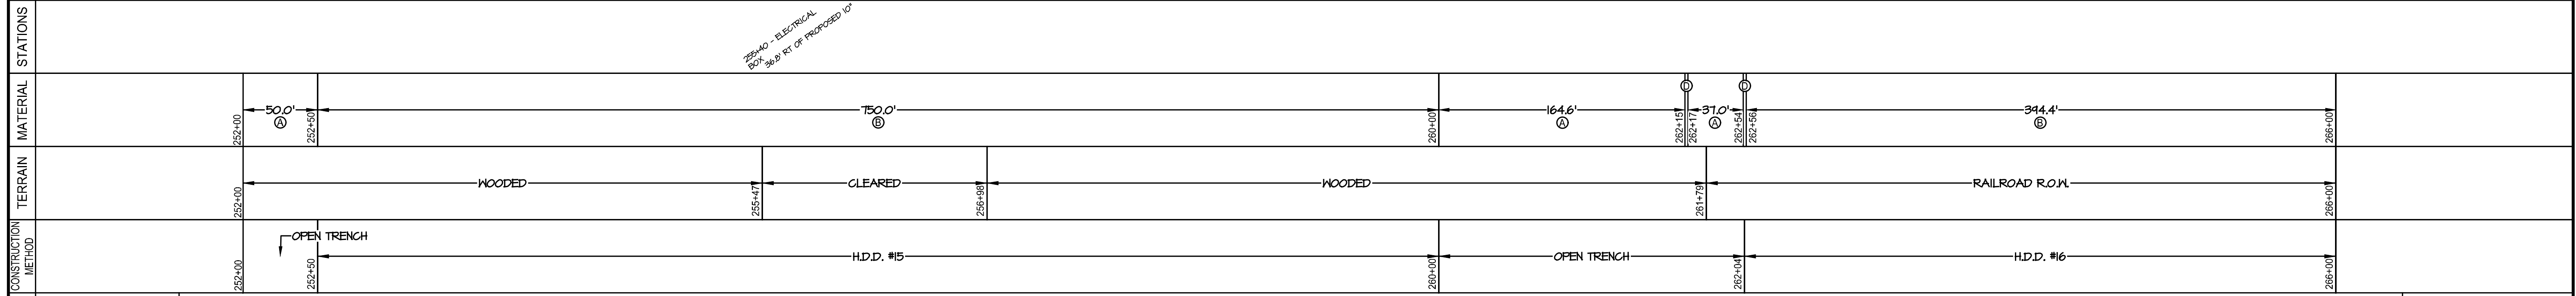 STATIONS
255+40 - ELECTRICAL
BOX 36.8' RT OF PROPOSED 10"
MATERIAL
252+00
50.0'
A
252+50
750.0'
B
260+00
164.6'
A
262+15
D
262+17
37.0'
A
262+54
D
262+56
394.4'
B
266+00
TERRAIN
252+00
WOODED
255+47
CLEARED
256+98
WOODED
261+79
RAILROAD R.O.W.
266+00
CONSTRUCTION
METHOD
252+00
OPEN TRENCH
252+50
H.D.D. #15
260+00
OPEN TRENCH
262+04
H.D.D. #16
266+00